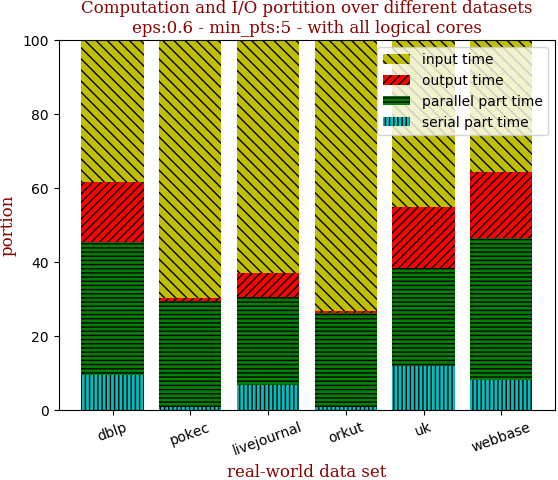 Computation and I/O portition over different datasets
eps:0.6 - min_pts:5 - with all logical cores
100
80
60
40
20
0
portion
input time
output time
parallel part time
serial part time
dblp
pokec
livejournal
orkut
uk
webbase
real-world data set